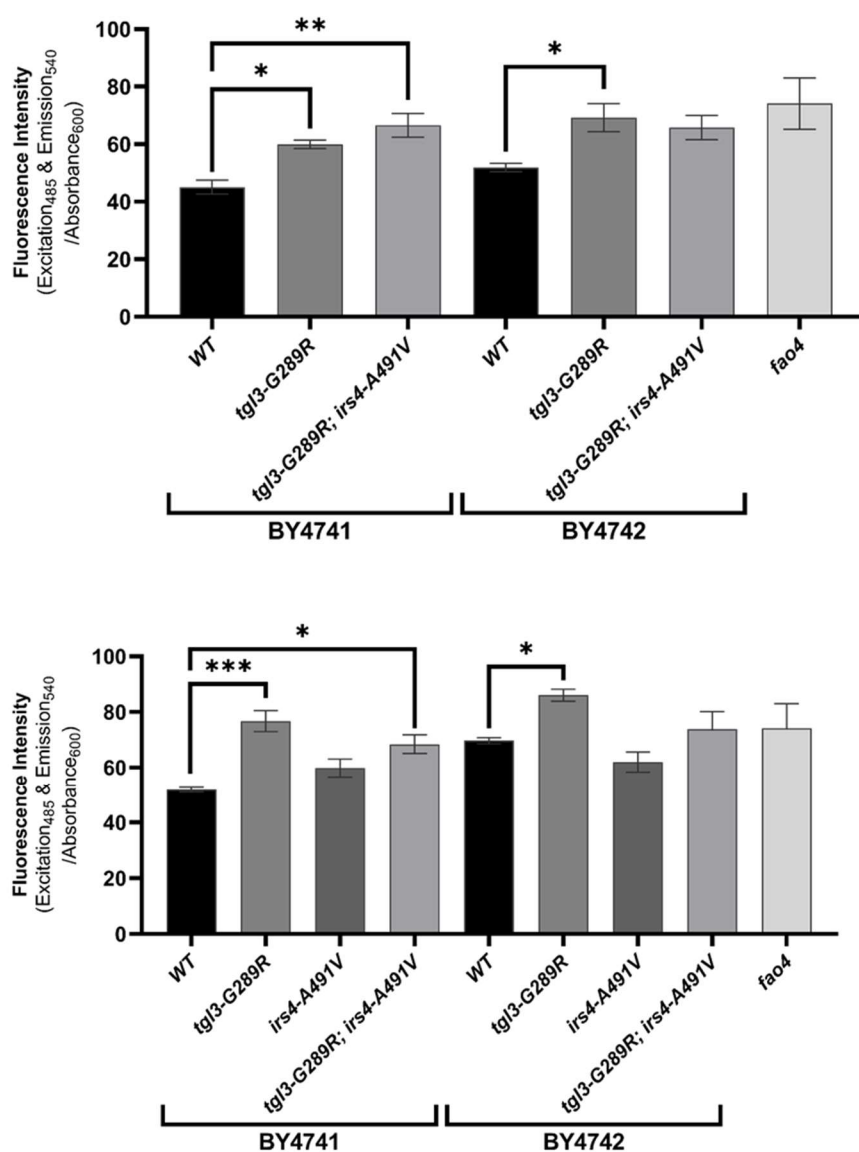 Fluorescence Intensity
(Excitation485 & Emission540
/Absorbance600)
100
80
60
40
20
0
**
*
*
WT
tgl3-G289R
tgl3-G289R; irs4-A491V
WT
tgl3-G289R
tgl3-G289R; irs4-A491V
fao4
BY4741
BY4742
Fluorescence Intensity
(Excitation485 & Emission540
/Absorbance600)
100
80
60
40
20
0
*
***
*
WT
tgl3-G289R
irs4-A491V
tgl3-G289R; irs4-A491V
WT
tgl3-G289R
irs4-A491V
tgl3-G289R; irs4-A491V
fao4
BY4741
BY4742